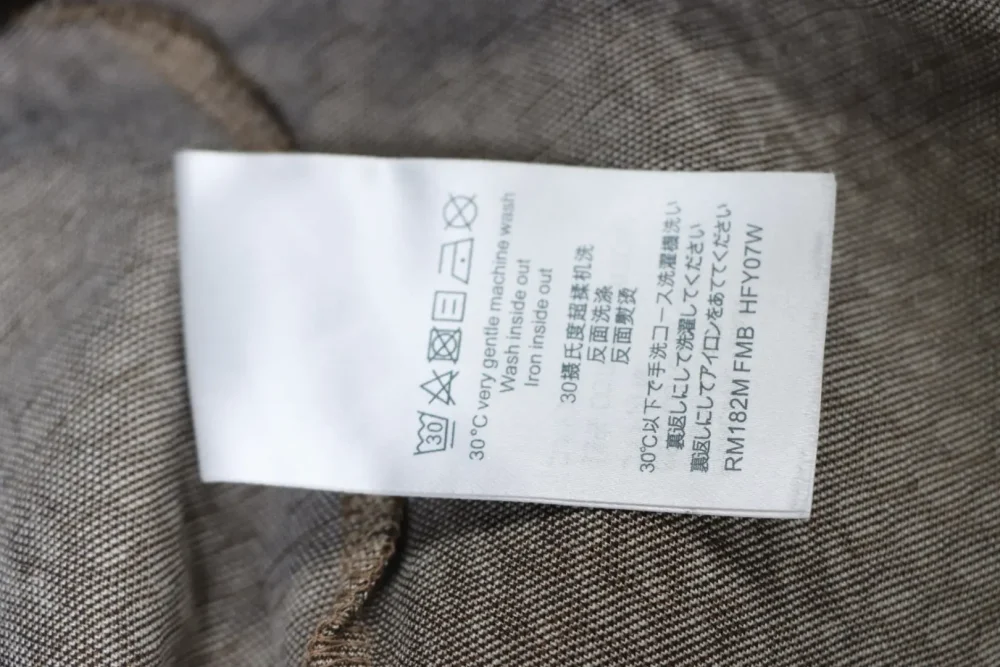 30
30°C very gentle machine wash
Wash inside out
Iron inside out
30摄氏度超揉机洗
反面洗涤
反面熨烫
30℃以下で手洗コース洗濯機洗い
裏返しにして洗濯してください
裏返しにしてアイロンをあててください
RM182M FMB HFY07W